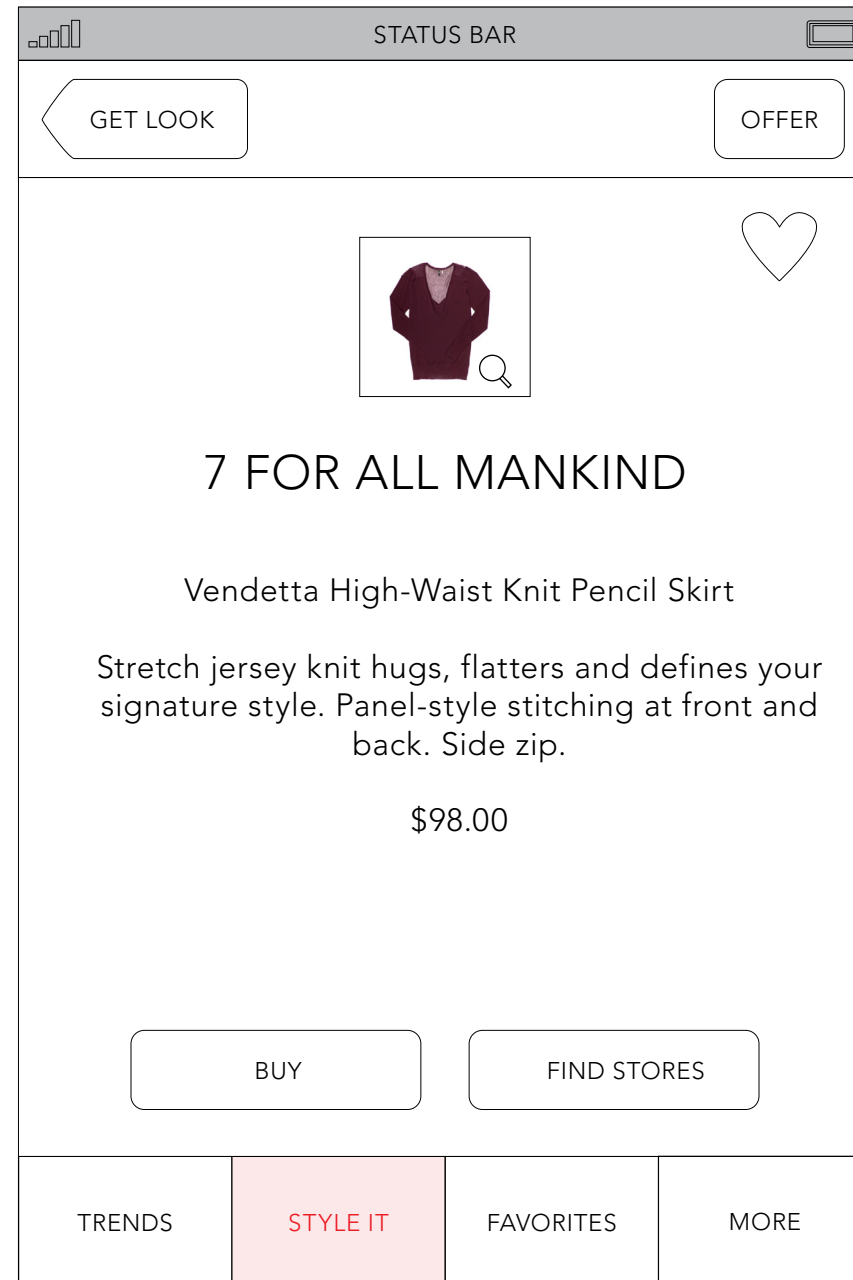 STATUS BAR
GET LOOK
OFFER
7 FOR ALL MANKIND
Vendetta High-Waist Knit Pencil Skirt
Stretch jersey knit hugs, flatters and defines your
signature style. Panel-style stitching at front and
back. Side zip.
$98.00
BUY
FIND STORES
TRENDS
STYLE IT
FAVORITES
MORE